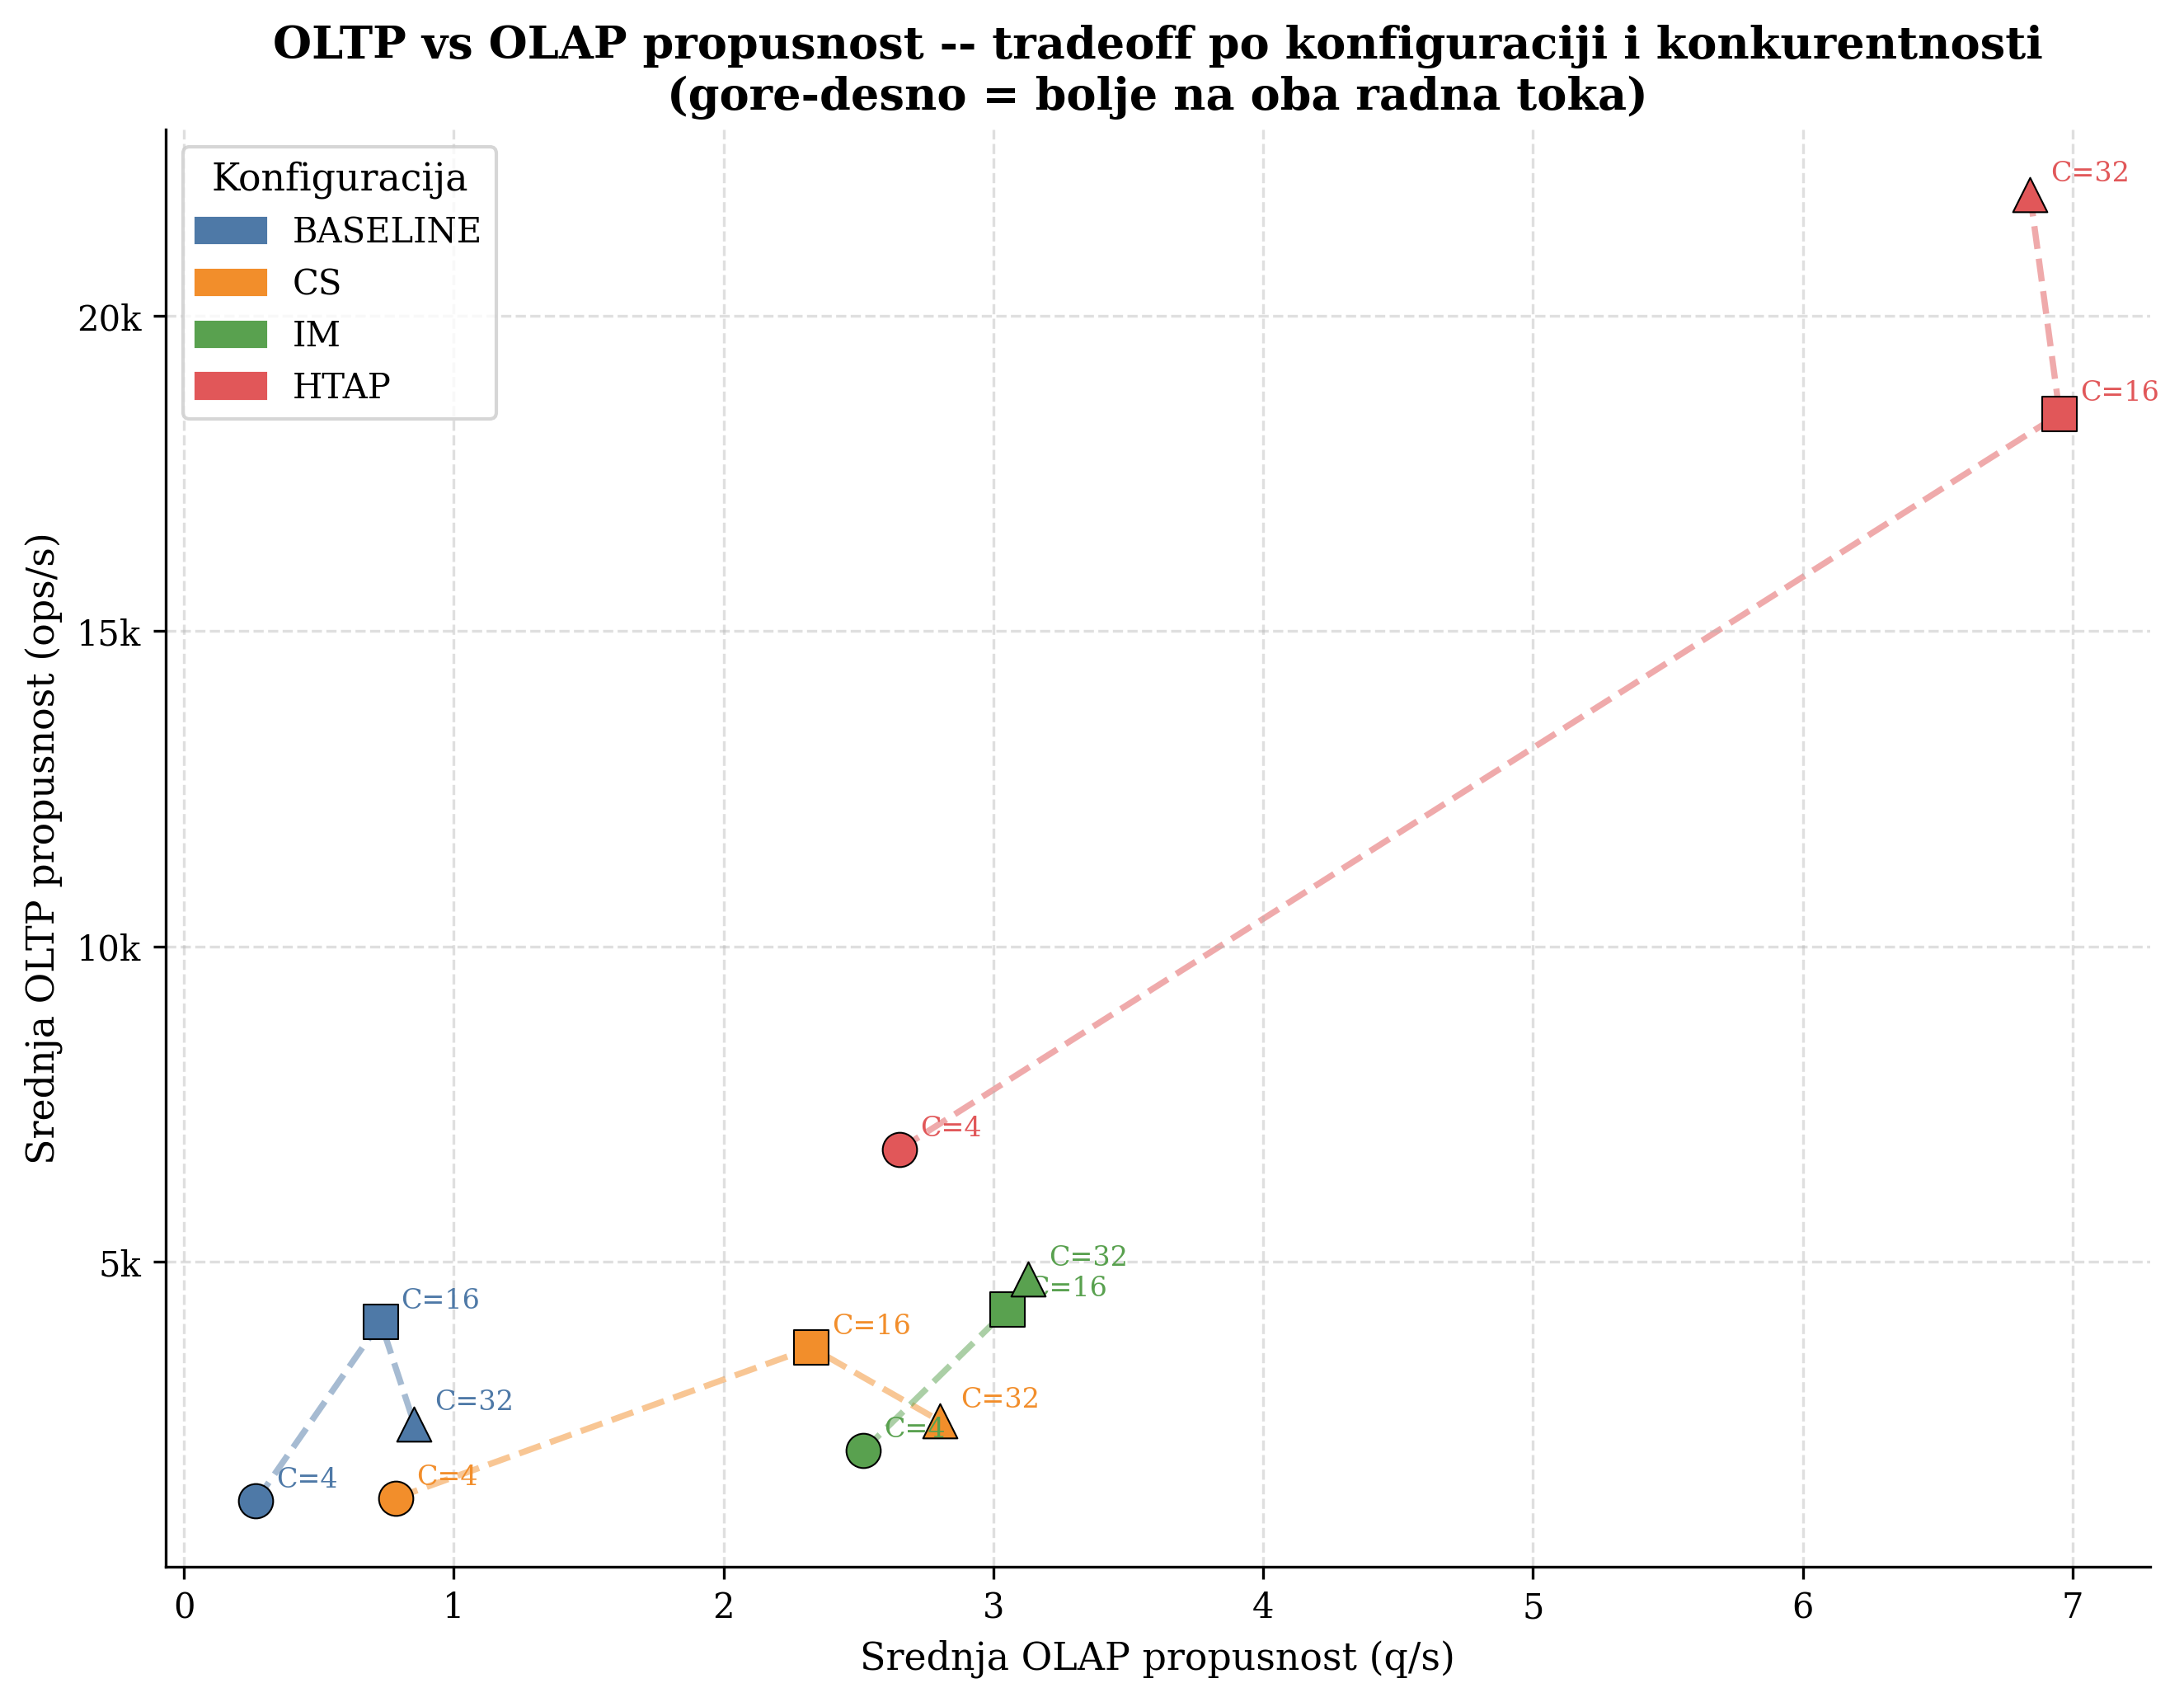 OLTP vs OLAP propusnost -- tradeoff po konfiguraciji i konkurentnosti
(gore-desno = bolje na oba radna toka)
Konfiguracija
BASELINE
CS
IM
HTAP
C=32
C=16
20k
15k
10k
5k
Srednja OLTP propusnost (ops/s)
C=4
C=32
C=16
C=16
C=16
C=32
C=32
C=4
C=4
C=4
0 1 2 3 4 5 6 7
Srednja OLAP propusnost (q/s)